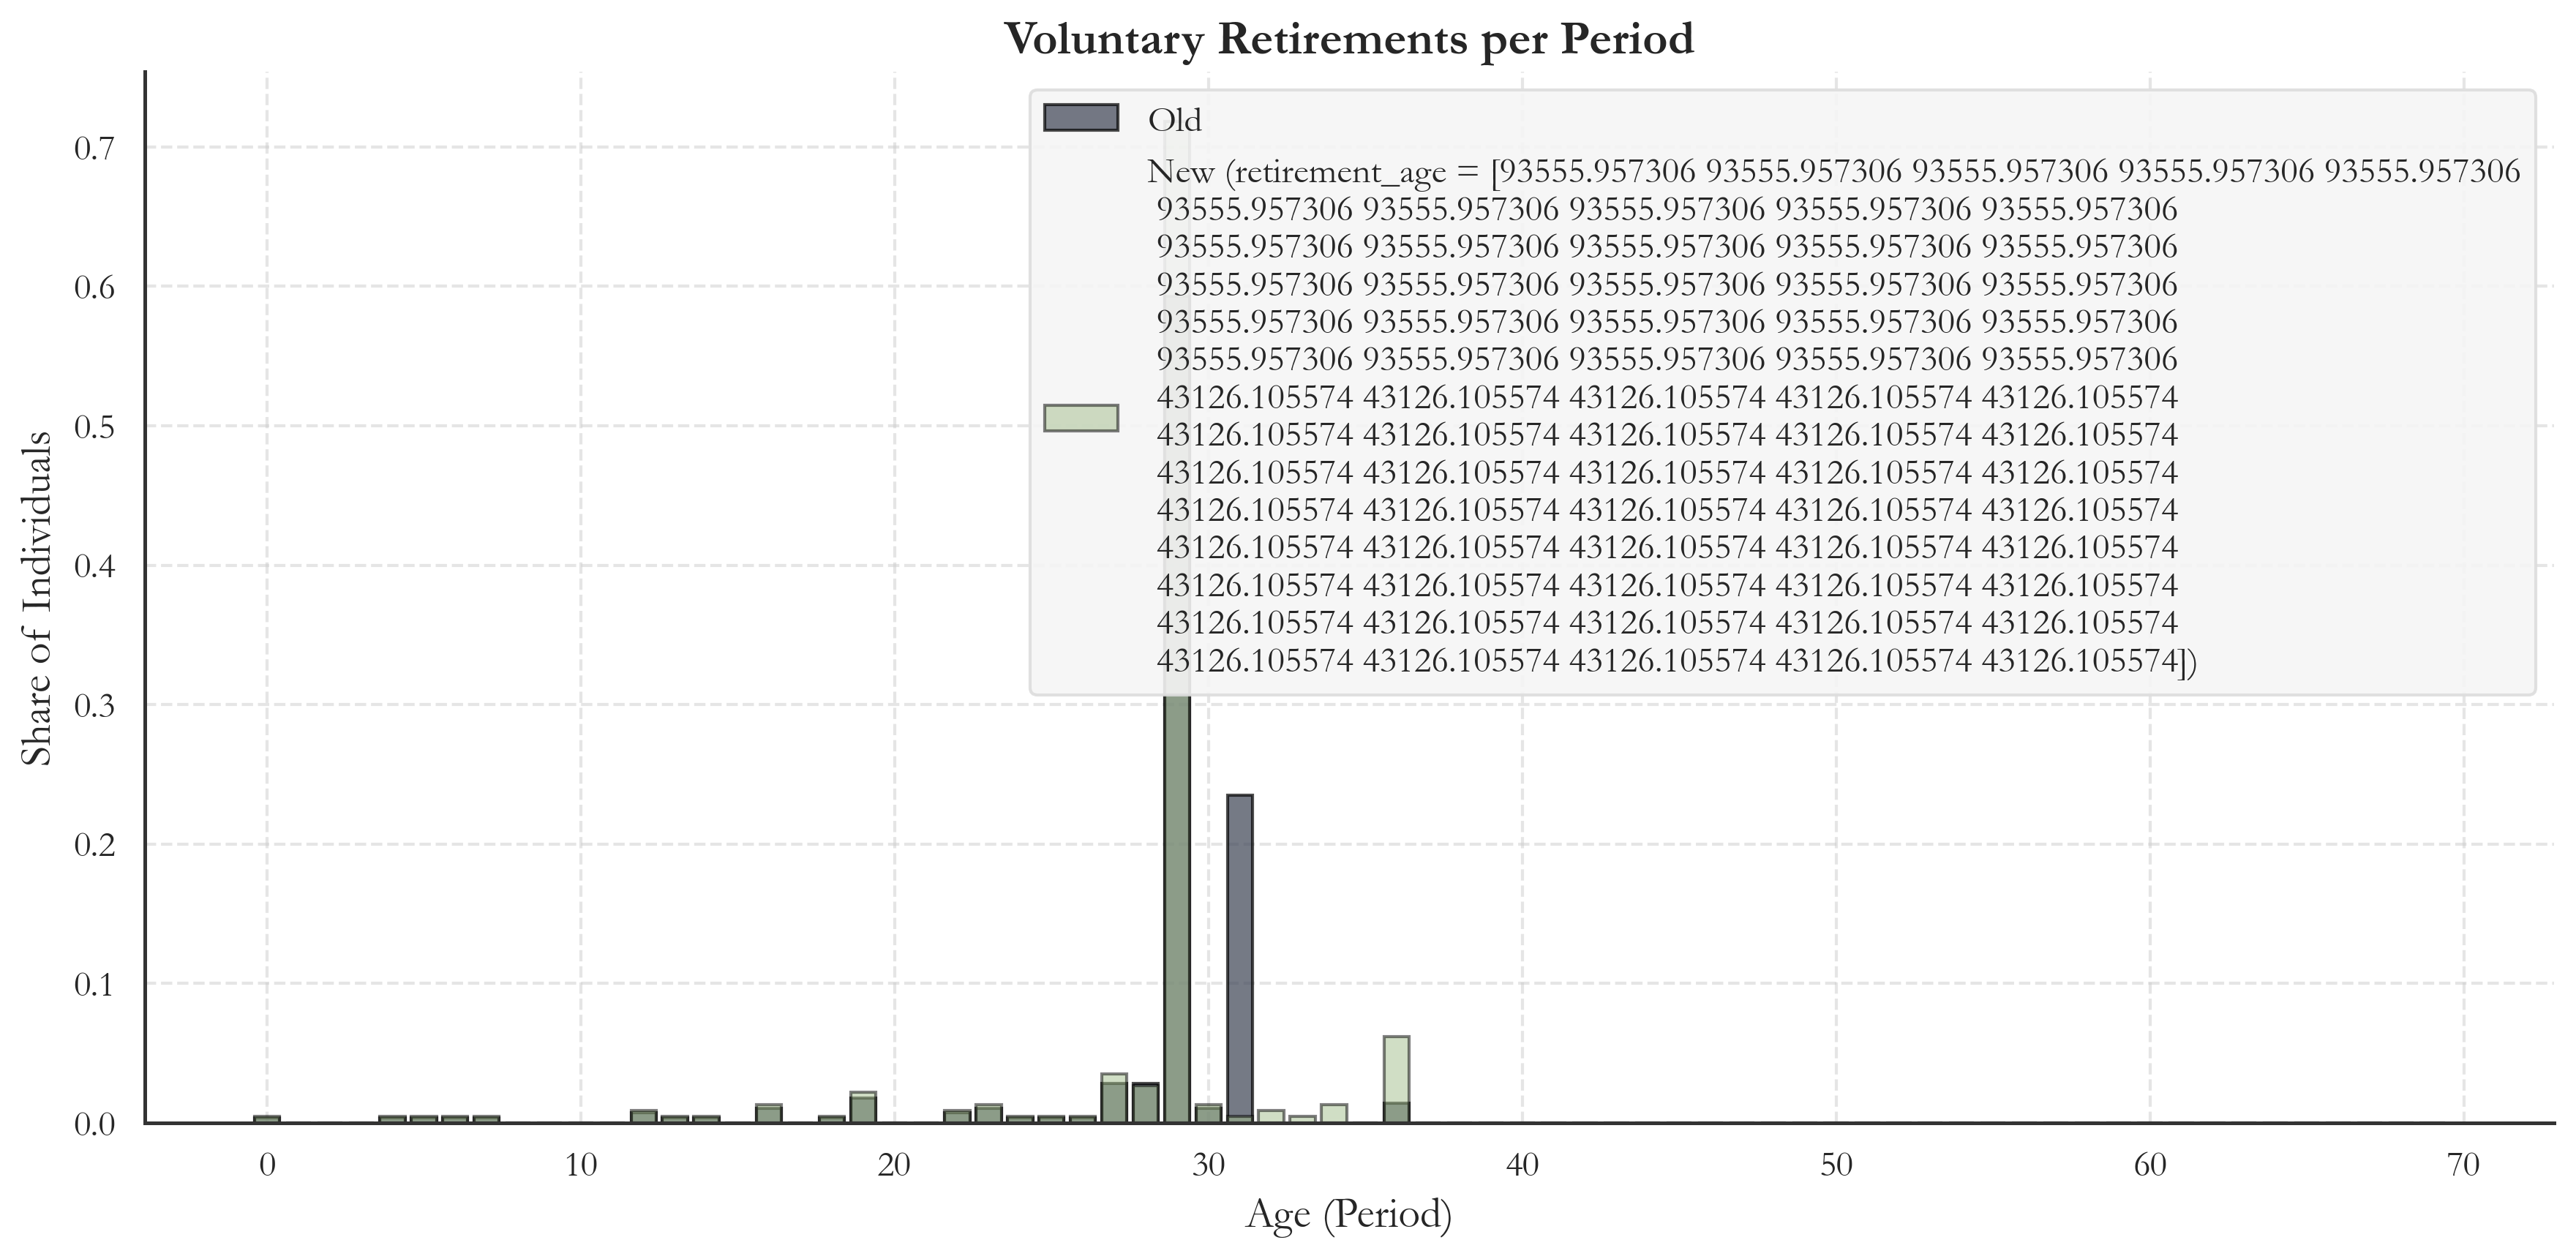 Voluntary Retirements per Period
Old
New (retirement_age = [93555.957306 93555.957306 93555.957306 93555.957306 93555.957306
93555.957306 93555.957306 93555.957306 93555.957306 93555.957306
93555.957306 93555.957306 93555.957306 93555.957306 93555.957306
93555.957306 93555.957306 93555.957306 93555.957306 93555.957306
93555.957306 93555.957306 93555.957306 93555.957306 93555.957306
93555.957306 93555.957306 93555.957306 93555.957306 93555.957306
43126.105574 43126.105574 43126.105574 43126.105574 43126.105574
43126.105574 43126.105574 43126.105574 43126.105574 43126.105574
43126.105574 43126.105574 43126.105574 43126.105574 43126.105574
43126.105574 43126.105574 43126.105574 43126.105574 43126.105574
43126.105574 43126.105574 43126.105574 43126.105574 43126.105574
43126.105574 43126.105574 43126.105574 43126.105574 43126.105574
43126.105574 43126.105574 43126.105574 43126.105574 43126.105574
43126.105574 43126.105574 43126.105574 43126.105574 43126.105574])
Share of Individuals
0.7
0.6
0.5
0.4
0.3
0.2
0.1
0.0
0 10 20 30 40 50 60 70
Age (Period)